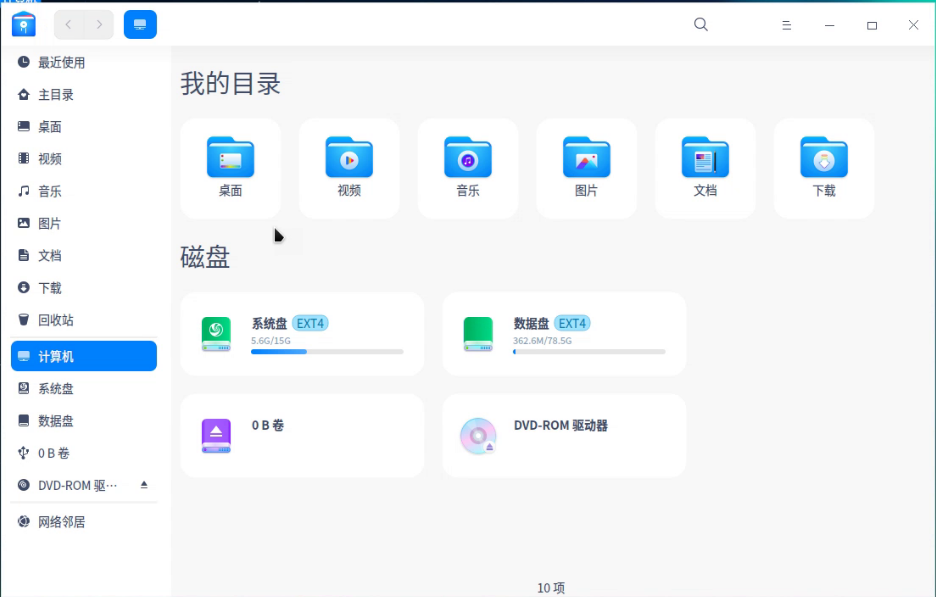 最近使用
主目录
桌面
视频
音乐
图片
文档
下载
回收站
计算机
系统盘
数据盘
0 B 卷
DVD-ROM 驱···
网络邻居
我的目录
桌面
视频
音乐
图片
文档
下载
磁盘
系统盘 EXT4
5.6G/15G
数据盘 EXT4
362.6M/78.5G
0 B 卷
DVD-ROM 驱动器
10 项